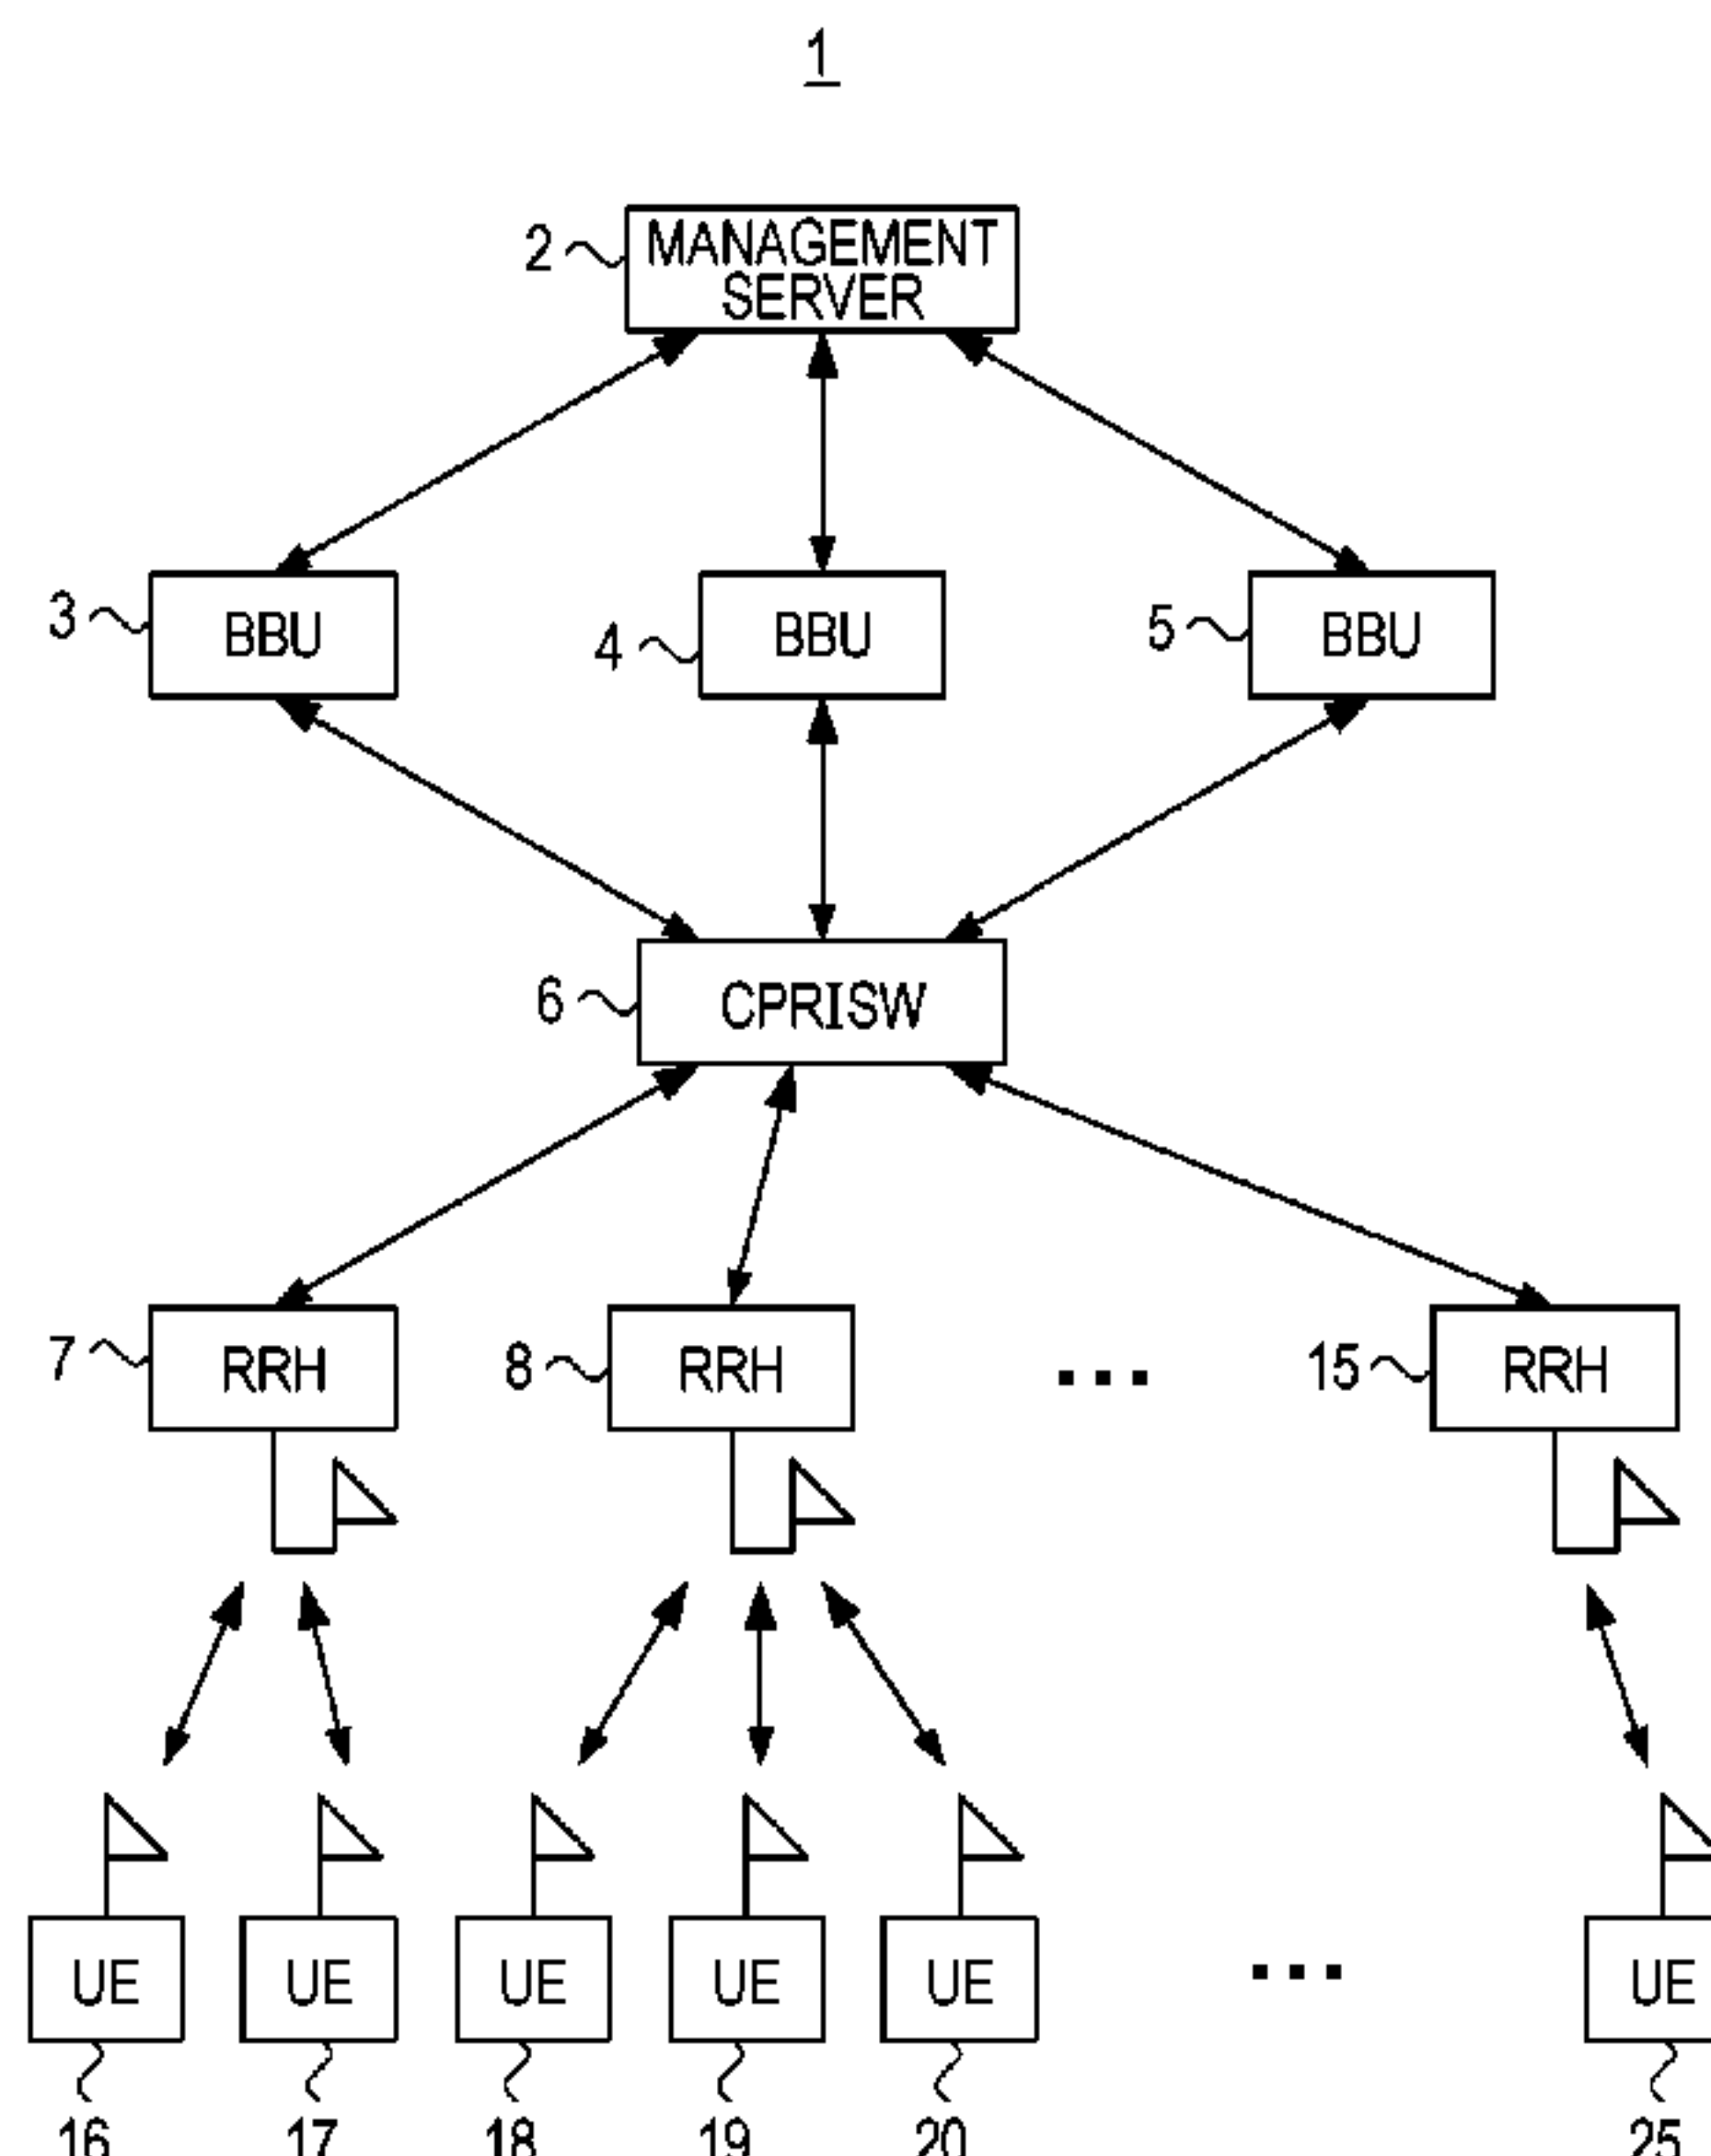 1
2
MANAGEMENT
SERVER
3 BBU 4 BBU 5 BBU
6 CPRISW
7 RRH 8 RRH ... 15 RRH
UE UE UE UE UE ... UE
16 17 18 19 20 25